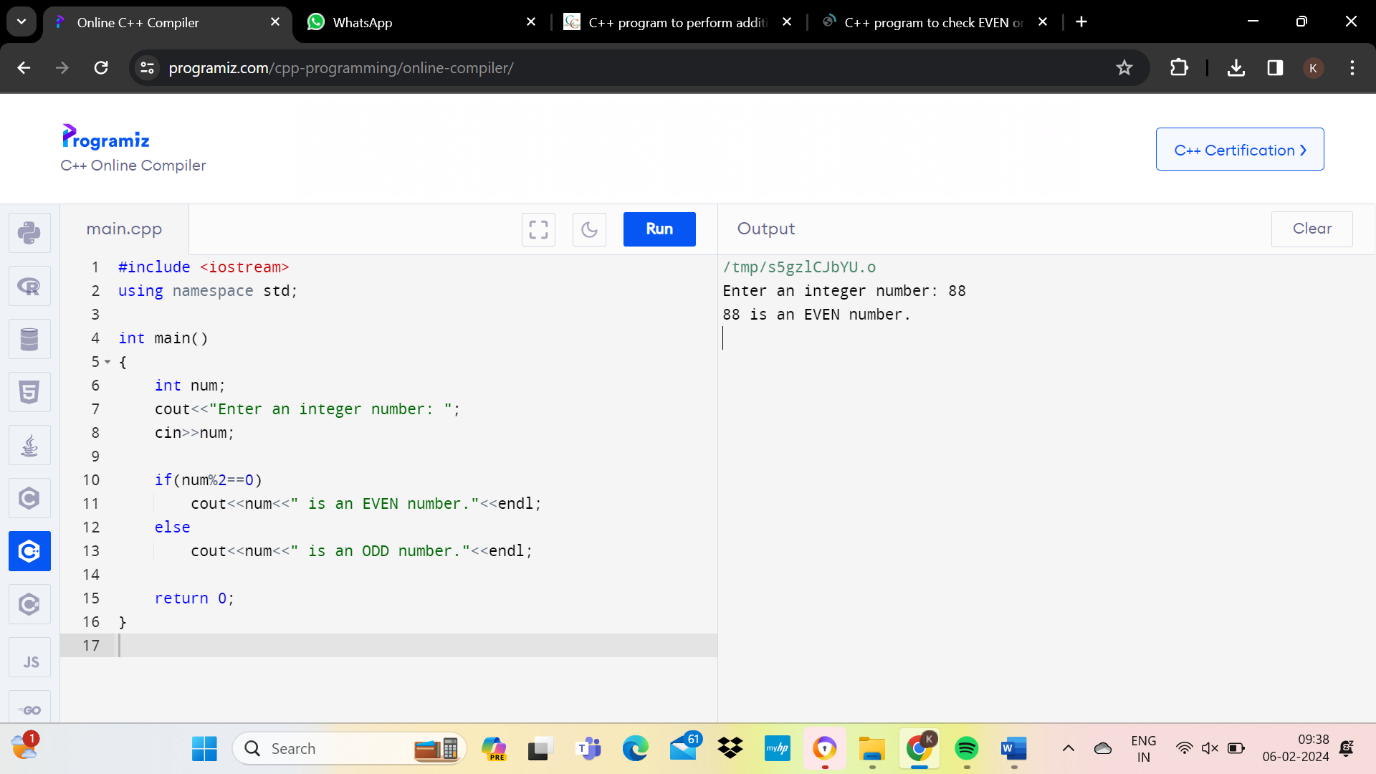 Online C++ Compiler
WhatsApp
C++ program to perform additi
C++ program to check EVEN or
programiz.com/cpp-programming/online-compiler/
K
Programiz
C++ Online Compiler
C++ Certification
main.cpp
Run
Output
Clear
1 #include <iostream>
2 using namespace std;
3
4 int main()
5 {
6 int num;
7 cout<<"Enter an integer number: ";
8 cin>>num;
9
10 if(num%2==0)
11 cout<<num<<" is an EVEN number."<<endl;
12 else
13 cout<<num<<" is an ODD number."<<endl;
14
15 return 0;
16 }
17
/tmp/s5gzlCJbYU.o
Enter an integer number: 88
88 is an EVEN number.
R
5
C
C
C
JS
GO
1
Search
PRE
61
myhp
K
W
ENG
IN
09:38
06-02-2024